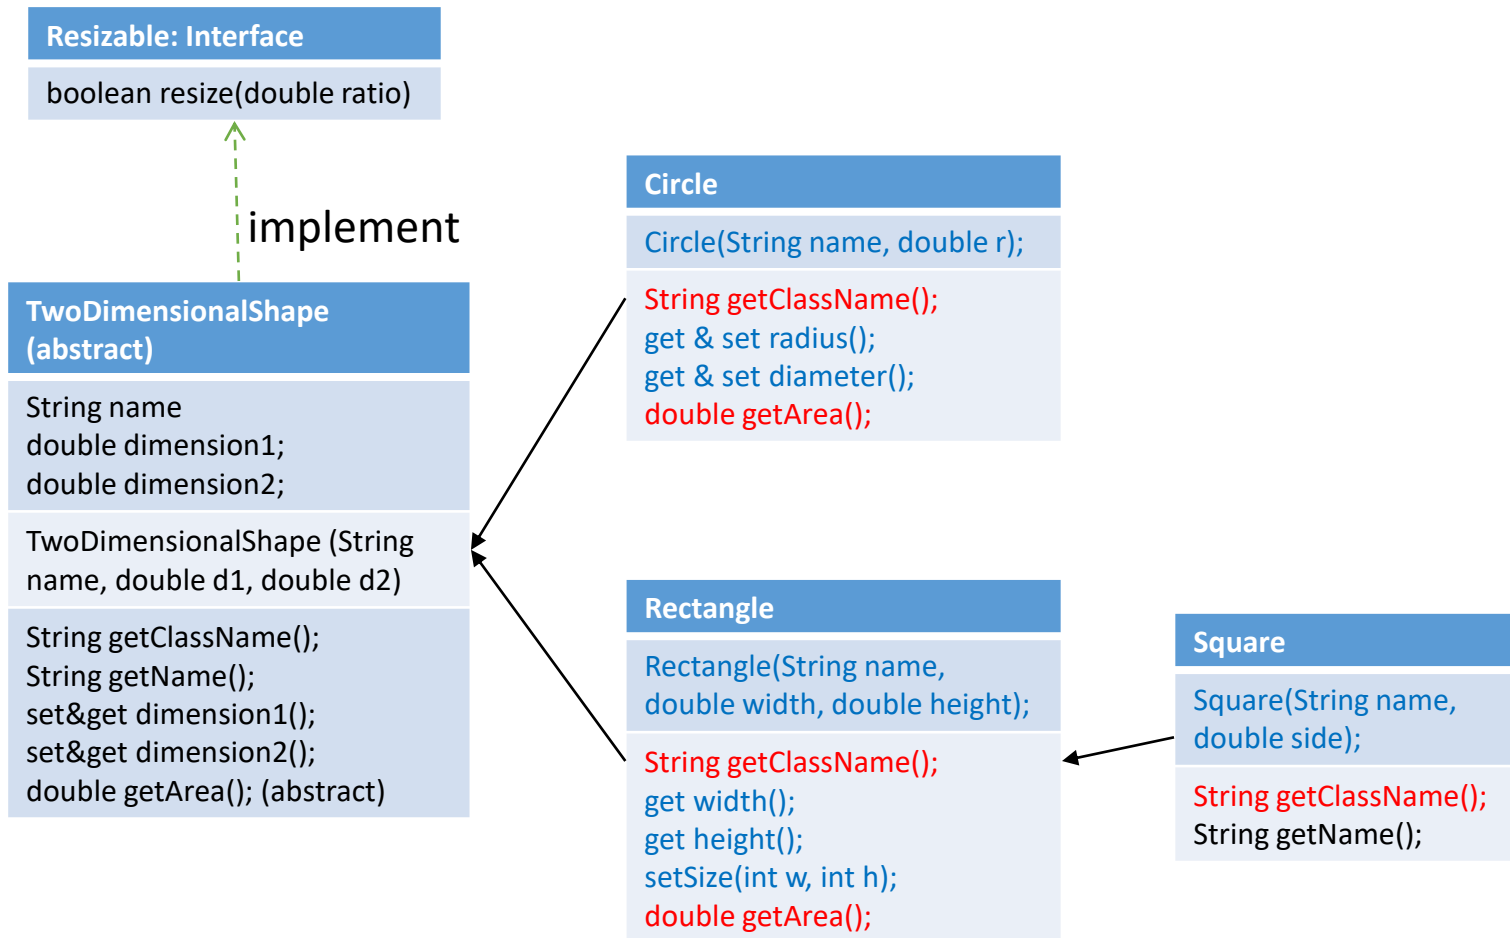 Resizable: Interface
boolean resize(double ratio)
implement
TwoDimensionalShape
(abstract)
String name
double dimension1;
double dimension2;
TwoDimensionalShape (String
name, double d1, double d2)
String getClassName();
String getName();
set&get dimension1();
set&get dimension2();
double getArea(); (abstract)
Circle
Circle(String name, double r);
String getClassName();
get & set radius();
get & set diameter();
double getArea();
Rectangle
Rectangle(String name,
double width, double height);
String getClassName();
get width();
get height();
setSize(int w, int h);
double getArea();
Square
Square(String name,
double side);
String getClassName();
String getName();